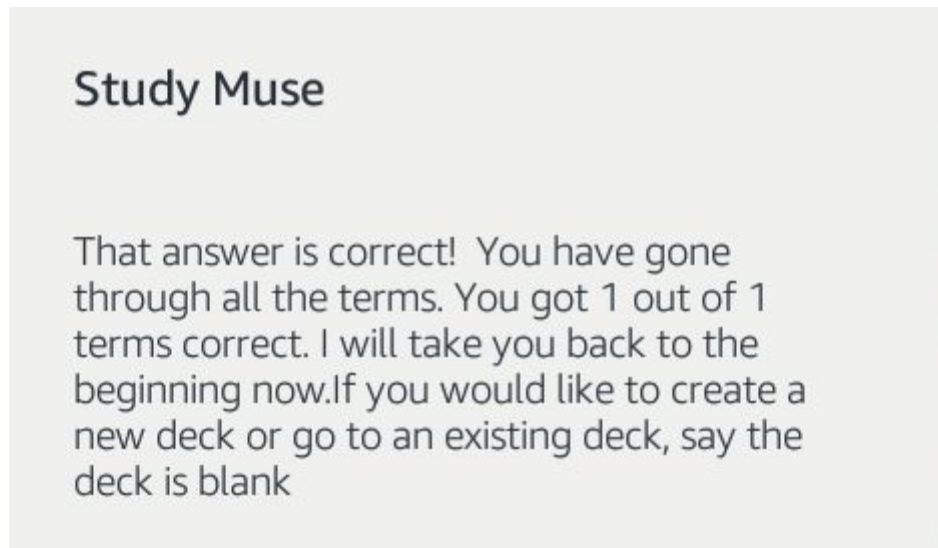 Study Muse
That answer is correct!  You have gone
through all the terms. You got 1 out of 1
terms correct. I will take you back to the
beginning now.If you would like to create a
new deck or go to an existing deck, say the
deck is blank